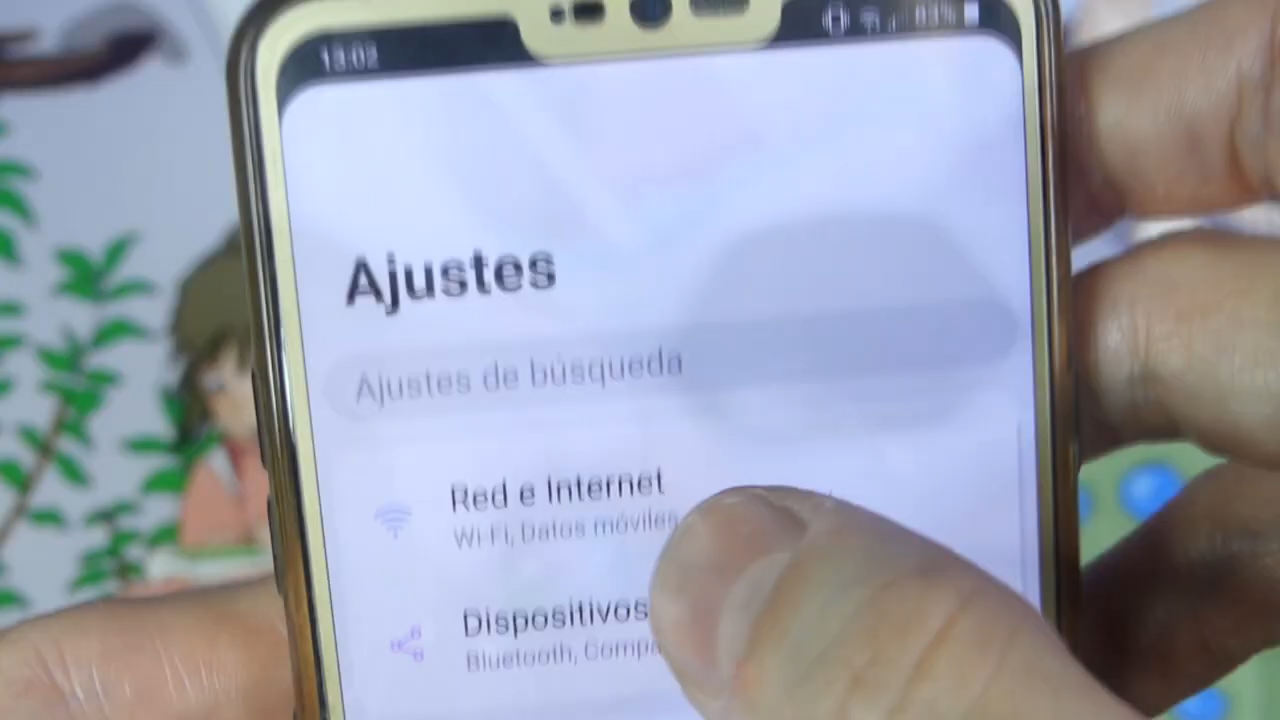 13:02
Ajustes
Ajustes de búsqueda
Red e Internet
Wi-Fi, Datos móviles
Dispositivos
Bluetooth,